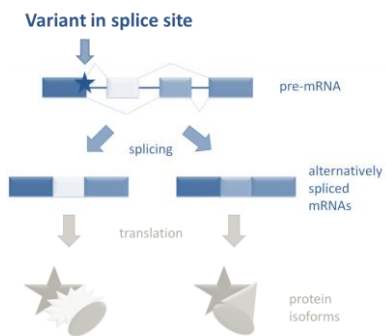 Variant in splice site
pre-mRNA
splicing
alternatively
spliced
mRNAs
translation
protein
isoforms